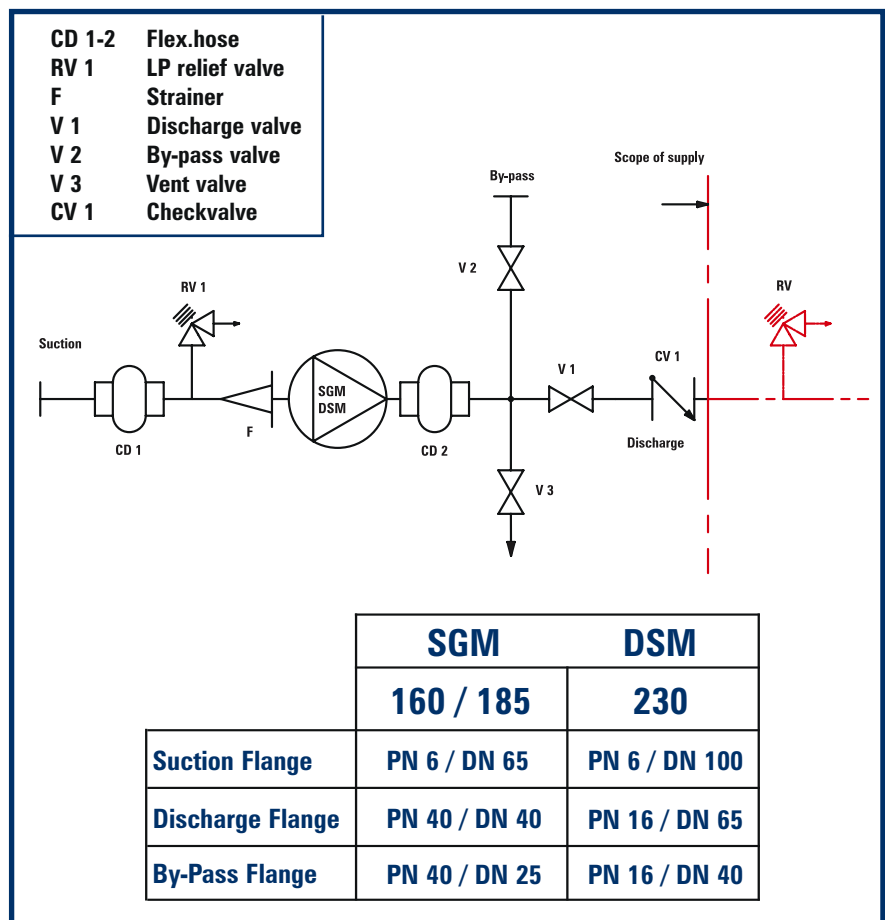 CD 1-2 Flex.hose
RV 1 LP relief valve
F Strainer
V 1 Discharge valve
V 2 By-pass valve
V 3 Vent valve
CV 1 Checkvalve
Scope of supply
By-pass
V 2
RV 1
RV
Suction
V 1
CV 1
SGM
DSM
F
CD 1
CD 2
Discharge
V 3
SGM DSM
160 / 185 230
Suction Flange PN 6 / DN 65 PN 6 / DN 100
Discharge Flange PN 40 / DN 40 PN 16 / DN 65
By-Pass Flange PN 40 / DN 25 PN 16 / DN 40